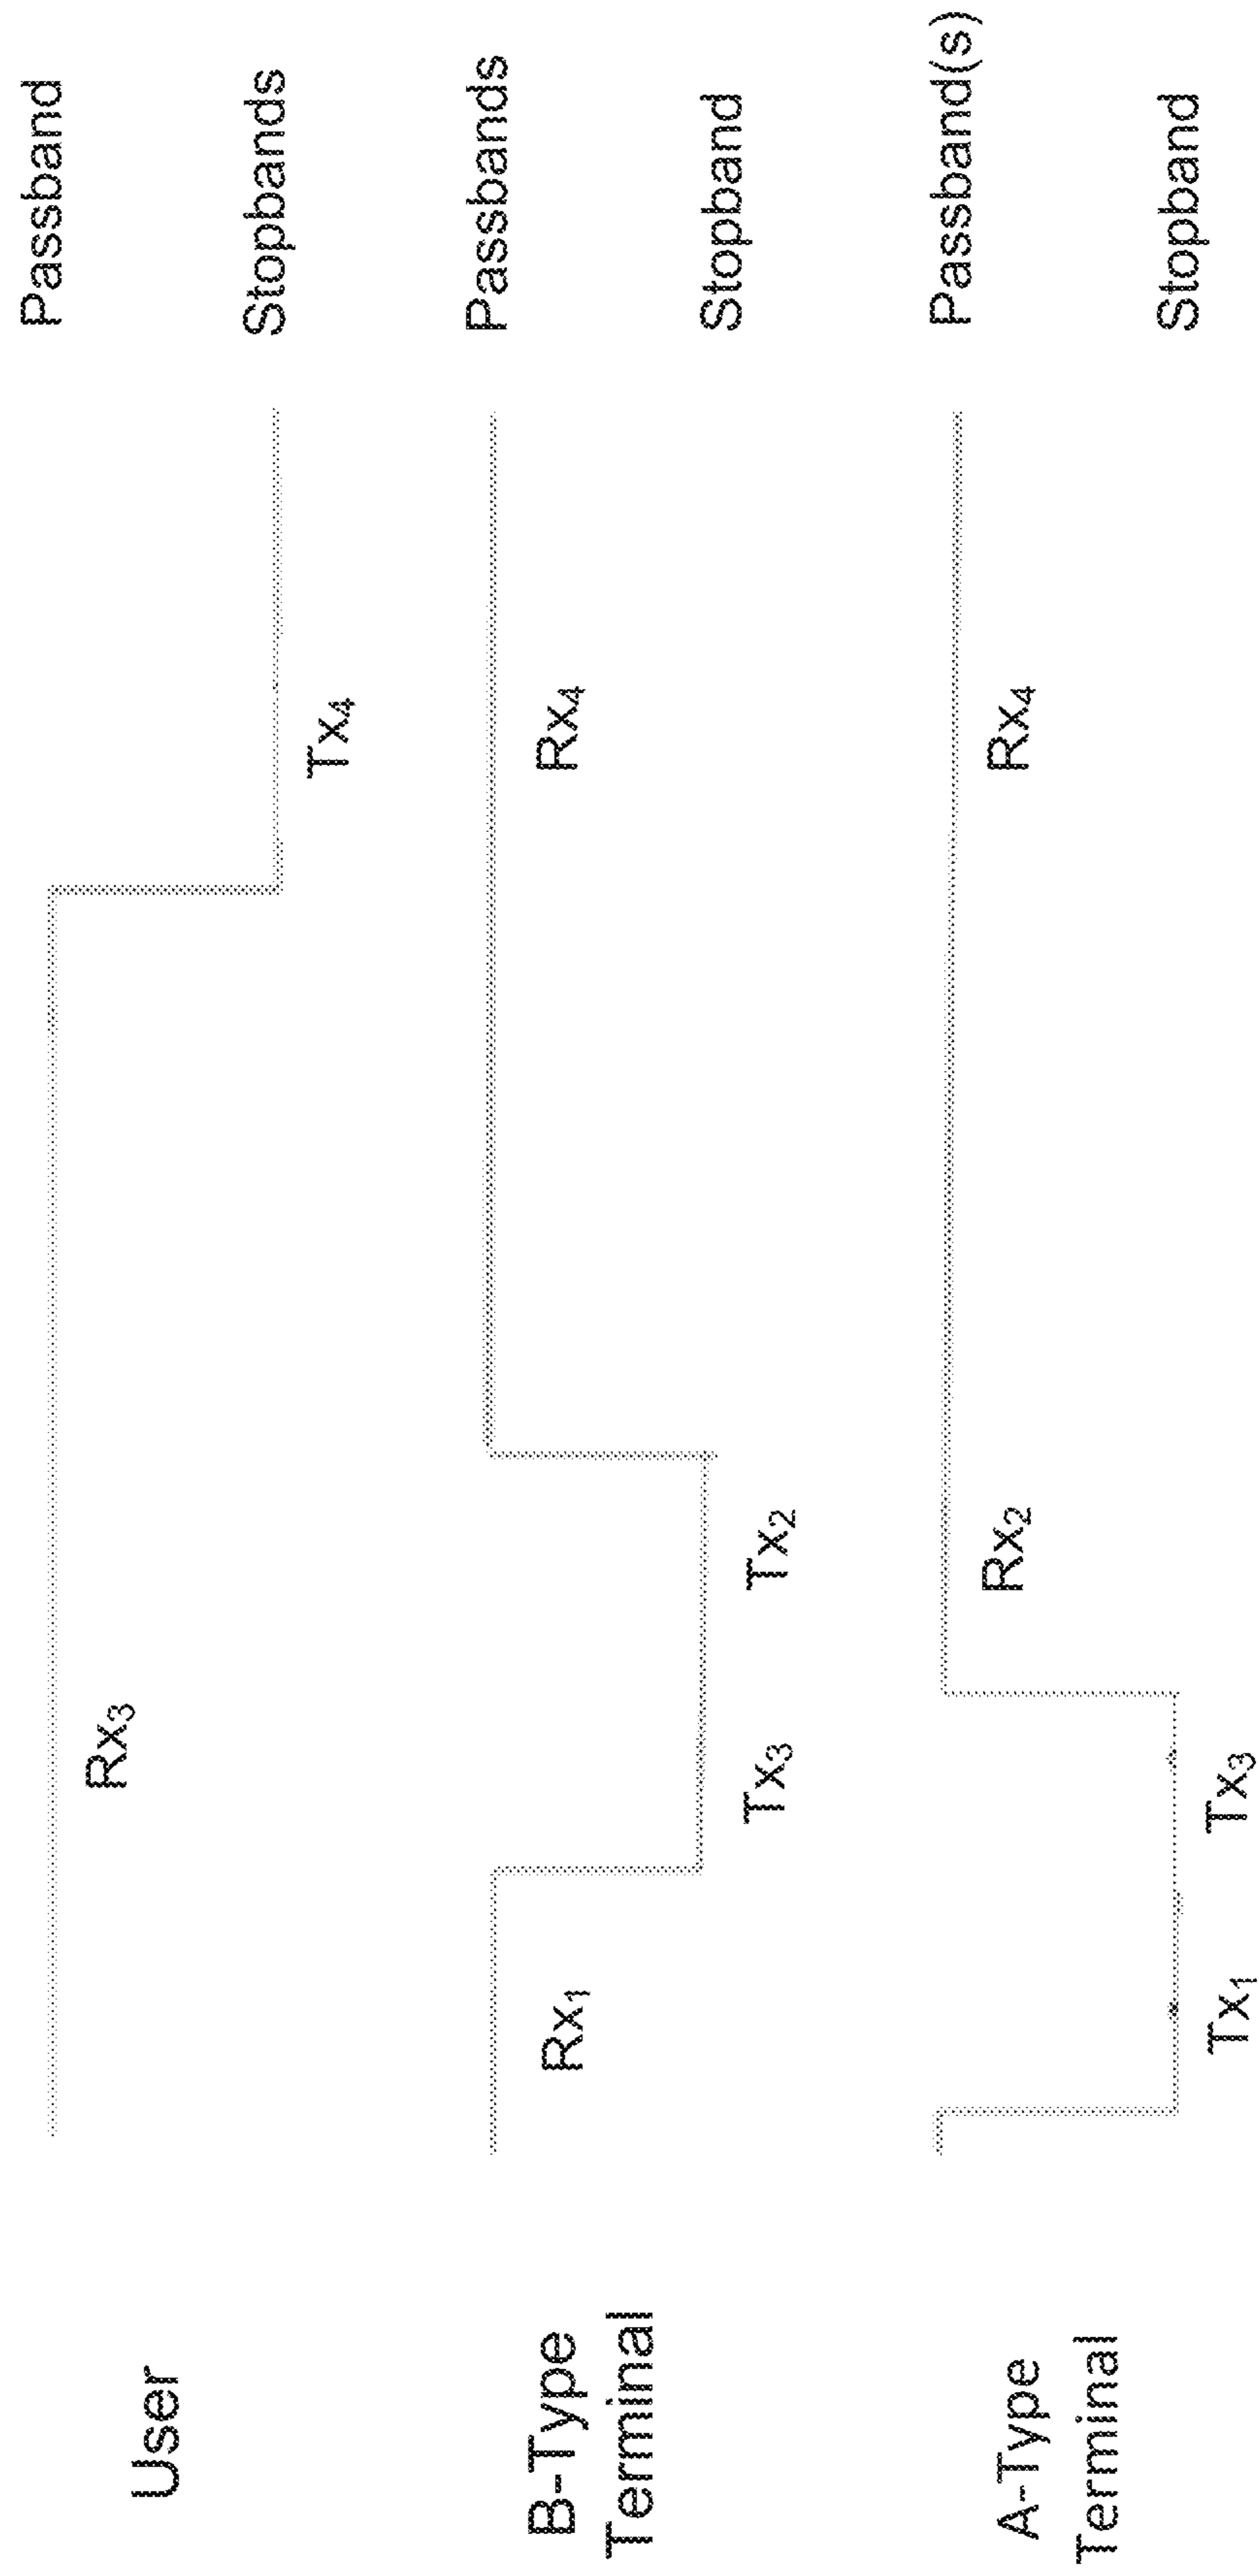 Passband
User
Rx3
Tx4
Stopbands
Passbands
B-Type
Terminal
Rx1
Rx4
Tx3
Tx2
Stopband
Passband(s)
A-Type
Terminal
Rx2
Rx4
Tx1
Tx3
Stopband